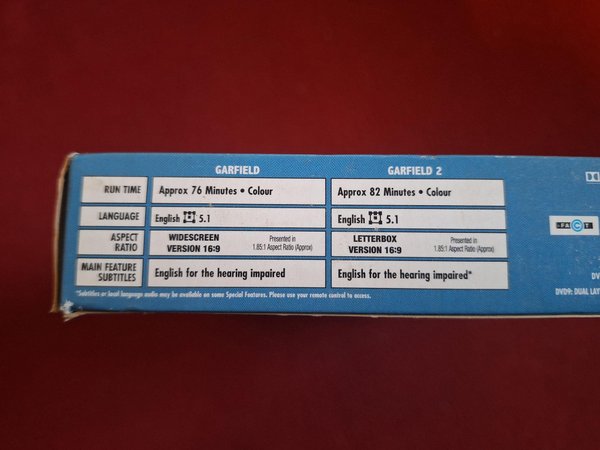 GARFIELD GARFIELD 2
RUN TIME Approx 76 Minutes • Colour Approx 82 Minutes • Colour
LANGUAGE English 5.1 English 5.1
ASPECT RATIO WIDESCREEN VERSION 16:9 Presented in 1.85:1 Aspect Ratio (Approx) LETTERBOX VERSION 16:9 Presented in 1.85:1 Aspect Ratio (Approx)
MAIN FEATURE SUBTITLES English for the hearing impaired English for the hearing impaired*
*Subtitles or local language audio may be available on some Special Features. Please use your remote control to access.
FACT
DV
DVD9: DUAL LAY